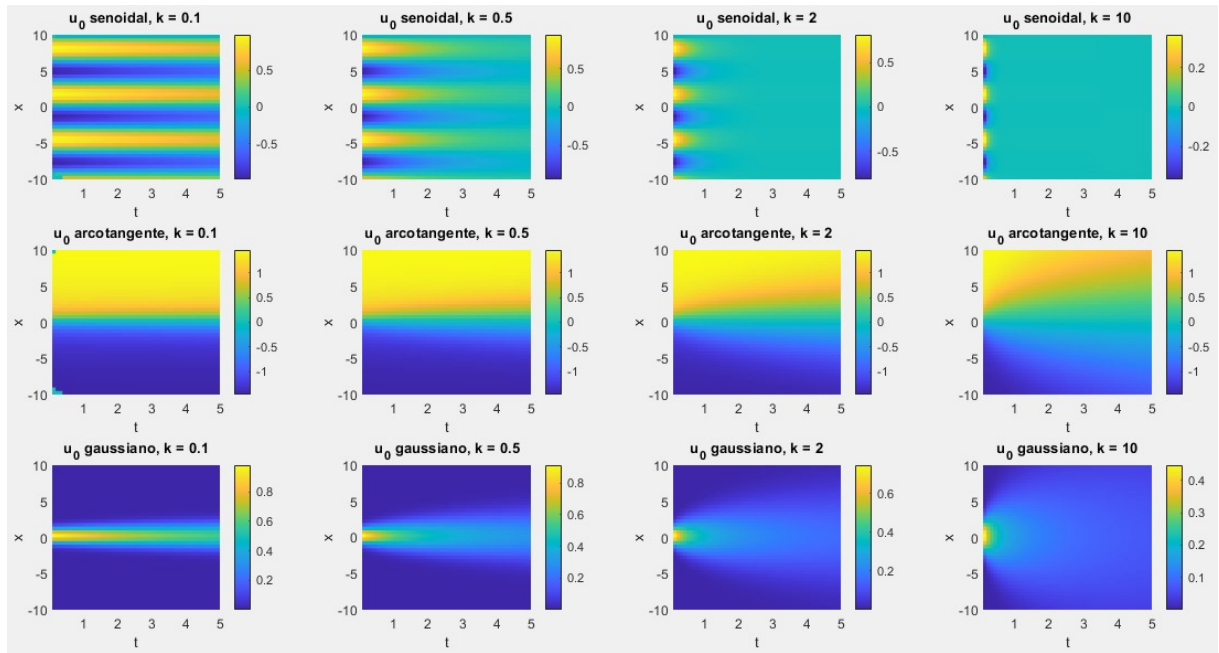 u0 senoidal, k = 0.1
10
5
0
-5
-10
x
1 2 3 4 5
t
0.5
0
-0.5
u0 senoidal, k = 0.5
10
5
0
-5
-10
x
1 2 3 4 5
t
0.5
0
-0.5
u0 senoidal, k = 2
10
5
0
-5
-10
x
1 2 3 4 5
t
0.5
0
-0.5
u0 senoidal, k = 10
10
5
0
-5
-10
x
1 2 3 4 5
t
0.2
0
-0.2
u0 arcotangente, k = 0.1
10
5
0
-5
-10
x
1 2 3 4 5
t
1
0.5
0
-0.5
-1
u0 arcotangente, k = 0.5
10
5
0
-5
-10
x
1 2 3 4 5
t
1
0.5
0
-0.5
-1
u0 arcotangente, k = 2
10
5
0
-5
-10
x
1 2 3 4 5
t
1
0.5
0
-0.5
-1
u0 arcotangente, k = 10
10
5
0
-5
-10
x
1 2 3 4 5
t
1
0.5
0
-0.5
-1
u0 gaussiano, k = 0.1
10
5
0
-5
-10
x
1 2 3 4 5
t
0.8
0.6
0.4
0.2
u0 gaussiano, k = 0.5
10
5
0
-5
-10
x
1 2 3 4 5
t
0.8
0.6
0.4
0.2
u0 gaussiano, k = 2
10
5
0
-5
-10
x
1 2 3 4 5
t
0.6
0.4
0.2
u0 gaussiano, k = 10
10
5
0
-5
-10
x
1 2 3 4 5
t
0.4
0.3
0.2
0.1